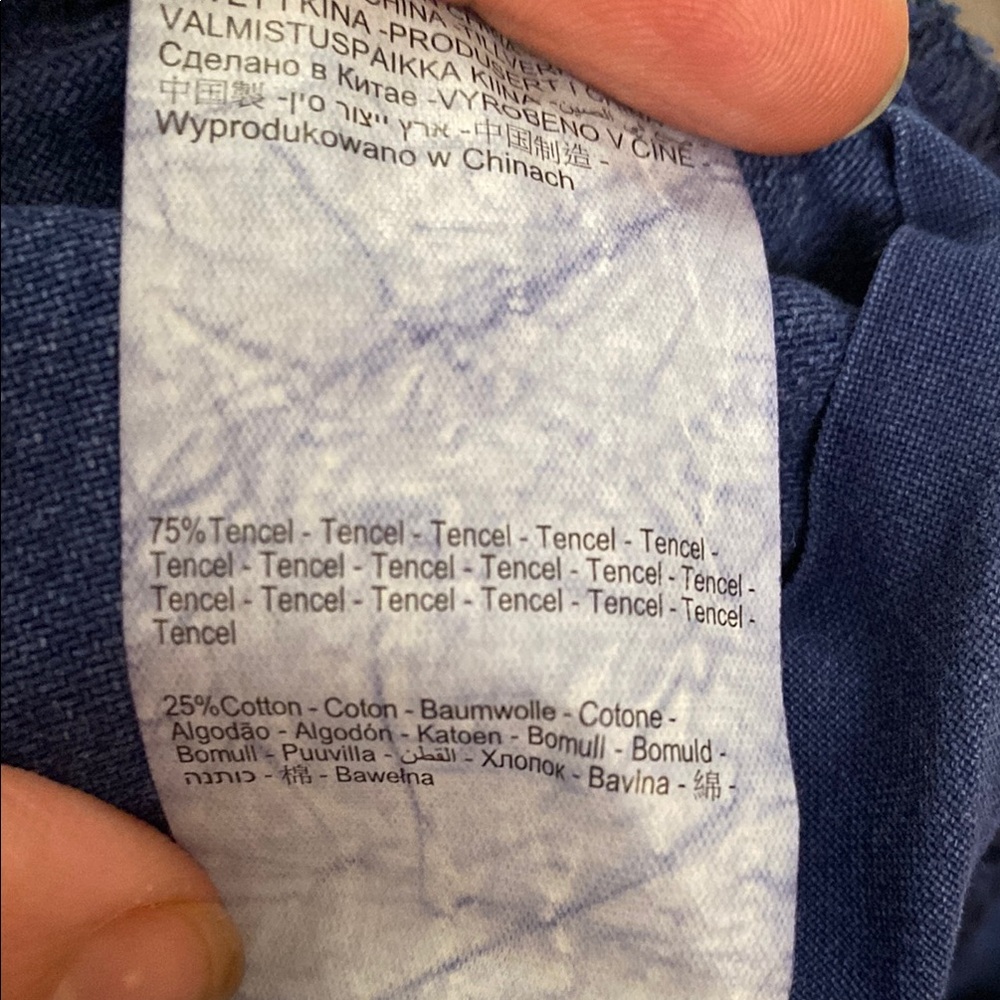 CHINA
KINA -PRODUSERT I
VALMISTUSPAIKKA KIINA -
Сделано в Китае -VYROBENO V ČÍNĚ -
中国製 -ארץ ייצור סין -中国制造 -
Wyprodukowano w Chinach
75%Tencel - Tencel - Tencel - Tencel - Tencel -
Tencel - Tencel - Tencel - Tencel - Tencel - Tencel -
Tencel - Tencel - Tencel - Tencel - Tencel - Tencel -
Tencel
25%Cotton - Coton - Baumwolle - Cotone -
Algodão - Algodón - Katoen - Bomull - Bomuld -
Bomull - Puuvilla - القطن - Хлопок - Bavlna - 綿 -
כותנה - 棉 - Bawełna